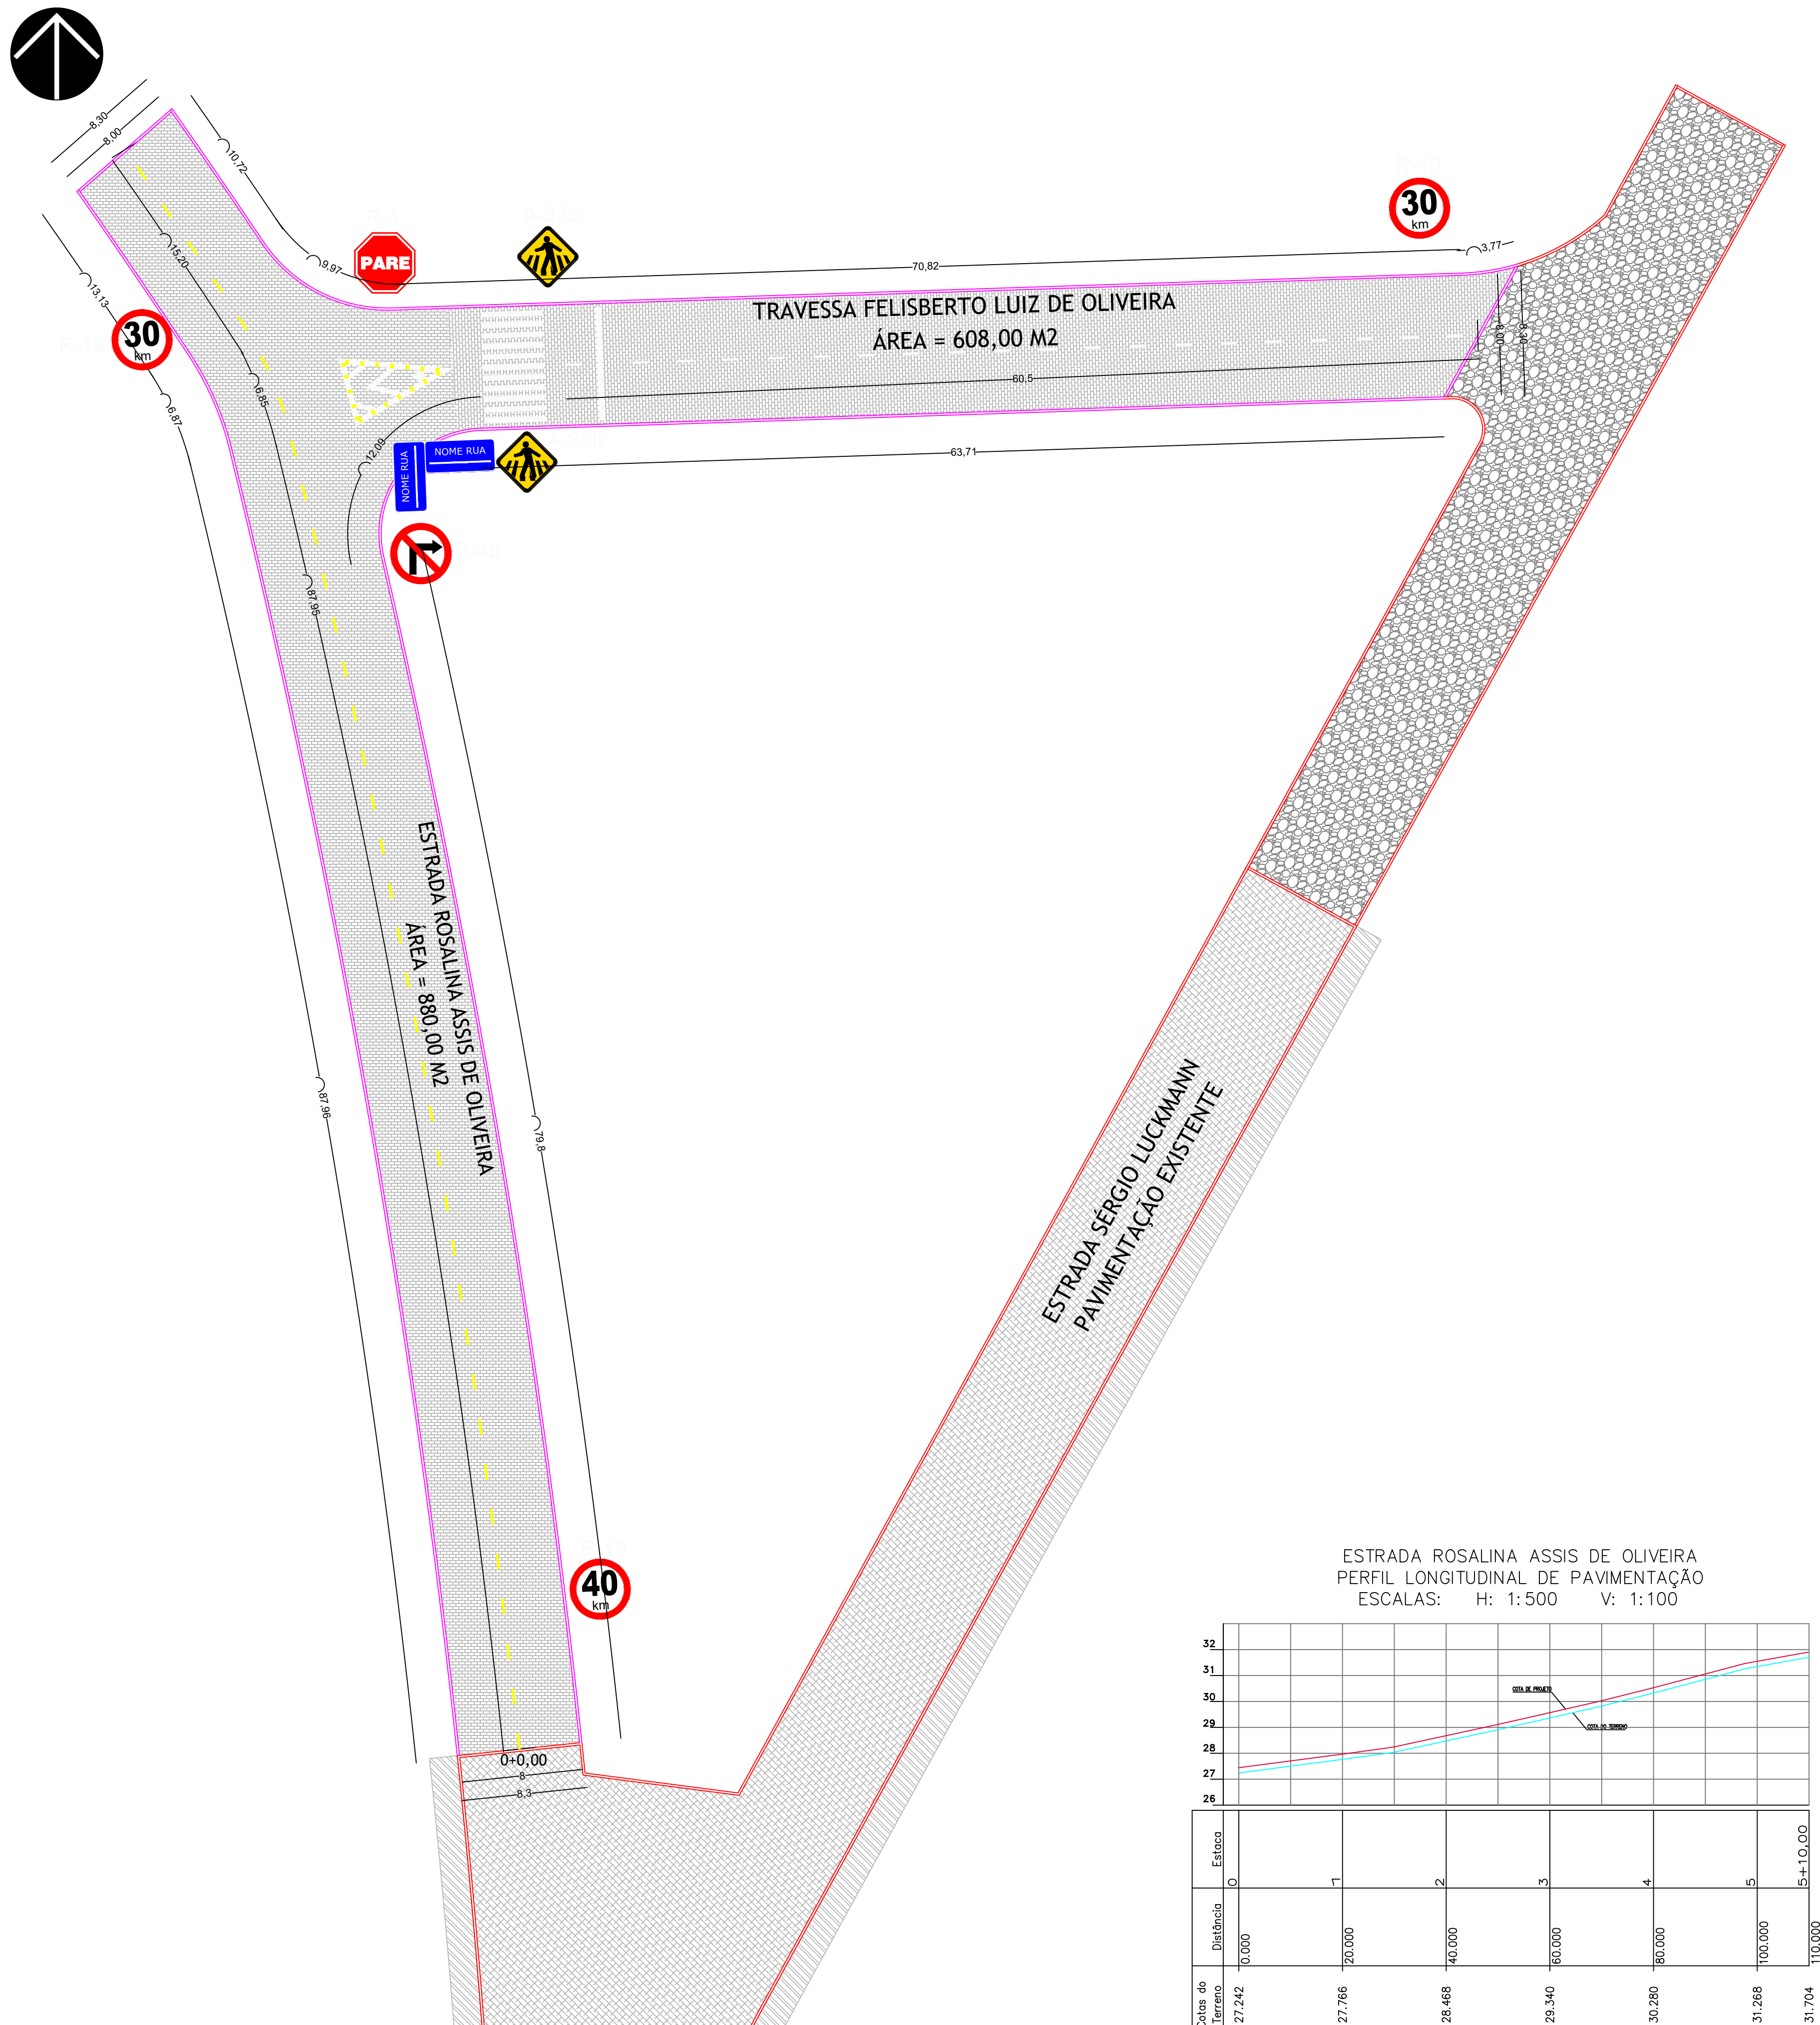 8,30
8,00
10,72
15,20
9,97
13,13
R-1
PARE
A-32b
R-19
30
km
3,77
70,82
TRAVESSA FELISBERTO LUIZ DE OLIVEIRA
ÁREA = 608,00 M2
8,00
8,30
R-19
30
km
60,5
6,85
6,87
12,09
NOME RUA
NOME RUA
A-32b
63,71
R-4b
87,95
ESTRADA ROSALINA ASSIS DE OLIVEIRA
ÁREA = 880,00 M2
87,96
79,8
ESTRADA SÉRGIO LUCKMANN
PAVIMENTAÇÃO EXISTENTE
40
km
0+0,00
8
8,3
ESTRADA ROSALINA ASSIS DE OLIVEIRA
PERFIL LONGITUDINAL DE PAVIMENTAÇÃO
ESCALAS: H: 1:500 V: 1:100
32
31
30
29
28
27
26
COTA DE PROJETO
COTA DO TERRENO
Estaca
0
1
2
3
4
5
5+10,00
Distância
0.000
20.000
40.000
60.000
80.000
100.000
110.000
Cotas do
Terreno
27.242
27.766
28.468
29.340
30.280
31.268
31.704